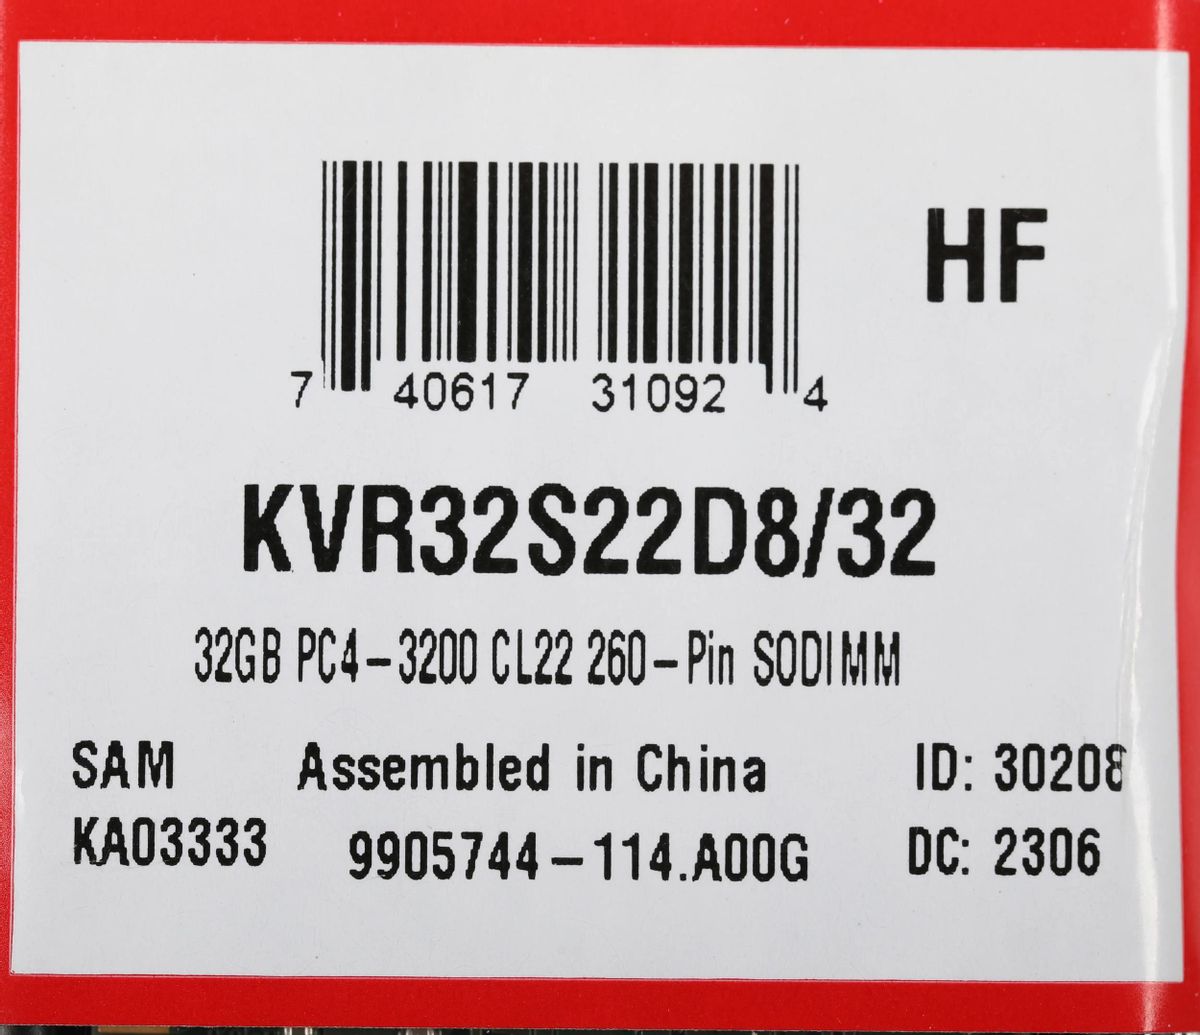 HF
7 40617 31092 4
KVR32S22D8/32
32GB PC4-3200 CL22 260-Pin SODIMM
SAM Assembled in China ID: 30208
KA03333 9905744-114.A00G DC: 2306